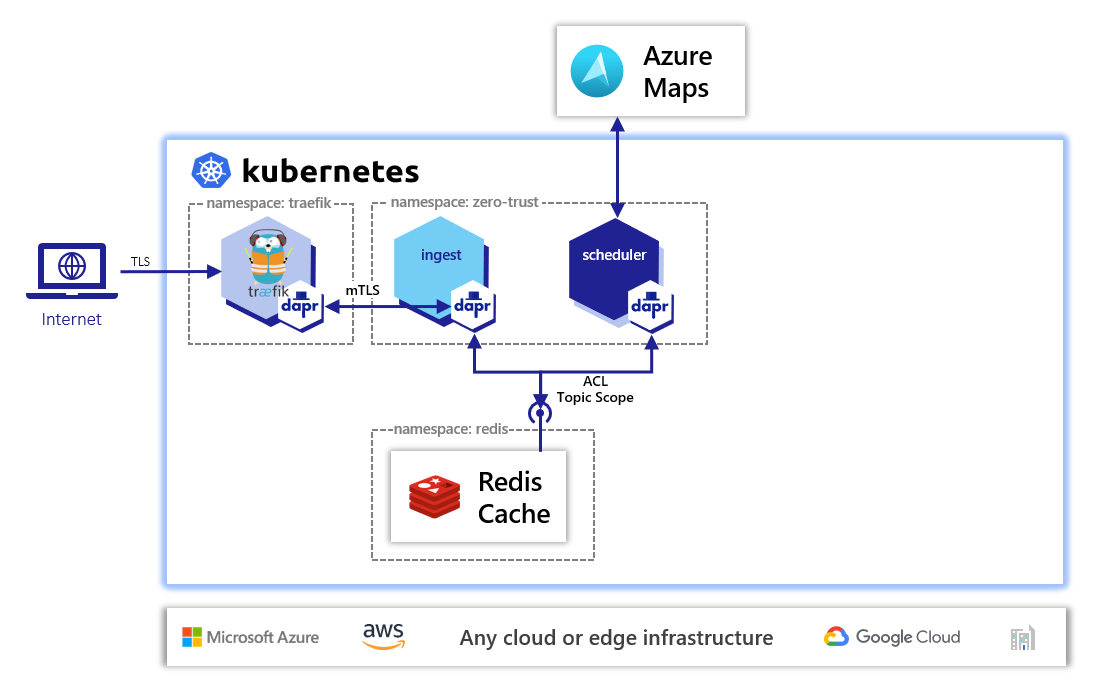 Azure
Maps
kubernetes
namespace: traefik
namespace: zero-trust
ingest
scheduler
TLS
træfik
mTLS
dapr
dapr
dapr
Internet
ACL
Topic Scope
namespace: redis
Redis
Cache
Microsoft Azure
aws
Any cloud or edge infrastructure
Google Cloud